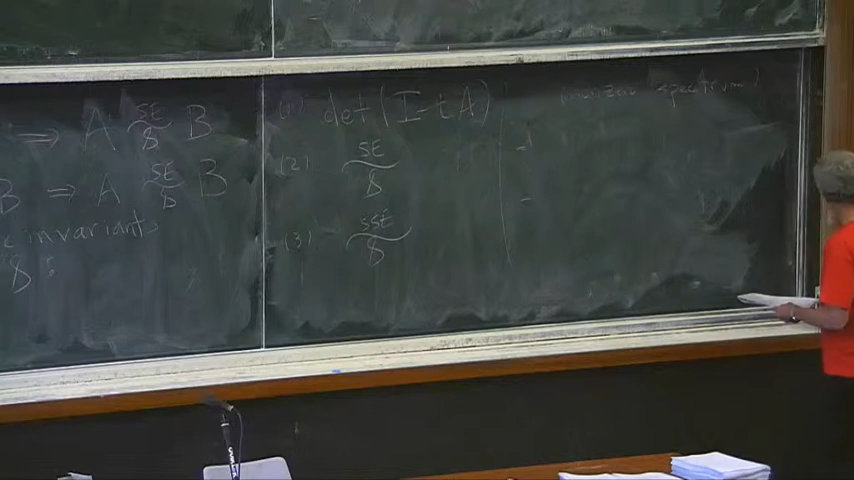 ⇒ A SE~S B
B ⇒ A SE~S B
c invariants
S :
(1) det(I-tA)
(2) SE~S
(3) SSE~S
nonzero spectrum